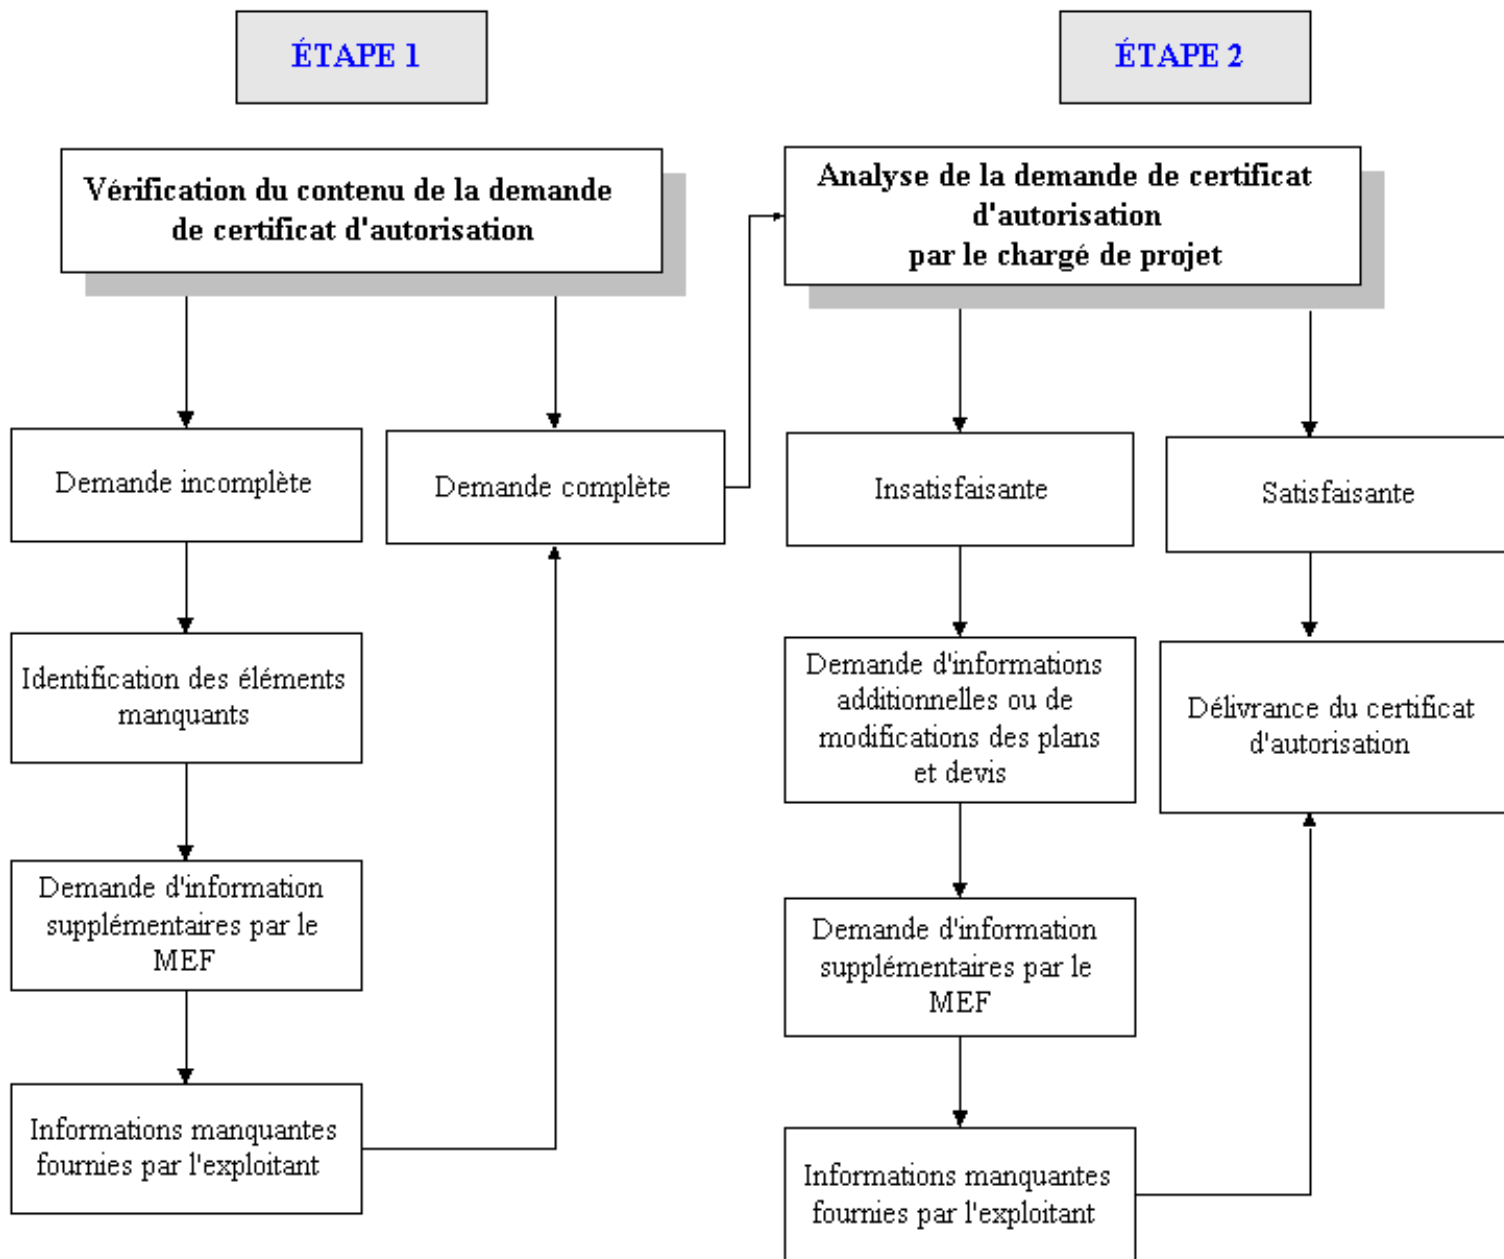 ÉTAPE 1
Vérification du contenu de la demande
de certificat d'autorisation
Demande incomplète
Demande complète
Identification des éléments
manquants
Demande d'information
supplémentaires par le
MEF
Informations manquantes
fournies par l'exploitant
ÉTAPE 2
Analyse de la demande de certificat
d'autorisation
par le chargé de projet
Insatisfaisante
Satisfaisante
Demande d'informations
additionnelles ou de
modifications des plans
et devis
Délivrance du certificat
d'autorisation
Demande d'information
supplémentaires par le
MEF
Informations manquantes
fournies par l'exploitant